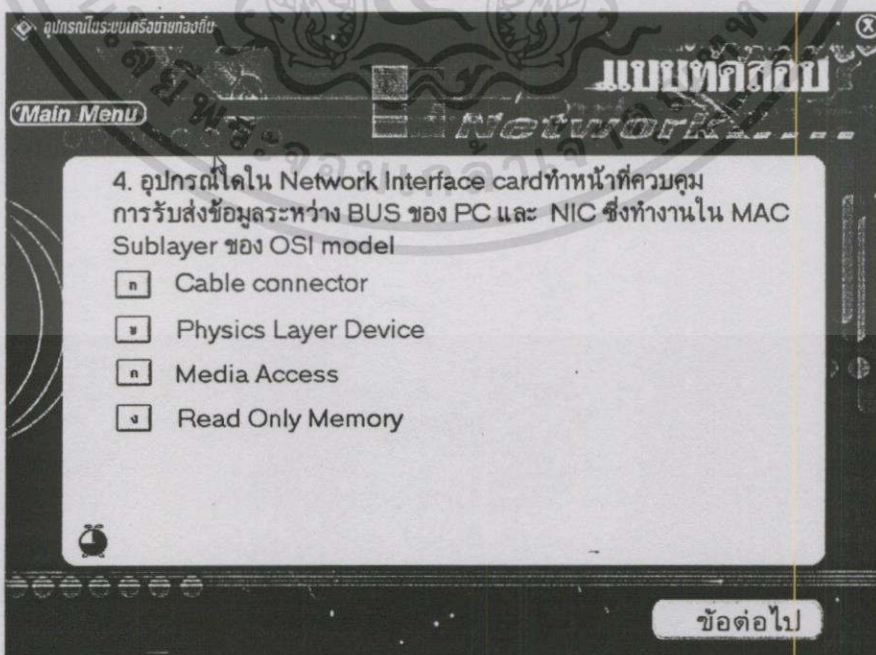 อุปกรณ์ในระบบเครือข่ายท้องถิ่น
แบบทดสอบ
Main Menu
Network
4. อุปกรณ์ใดใน Network Interface cardทำหน้าที่ควบคุม
การรับส่งข้อมูลระหว่าง BUS ของ PC และ NIC ซึ่งทำงานใน MAC
Sublayer ของ OSI model
ก Cable connector
ข Physics Layer Device
ค Media Access
ง Read Only Memory
ข้อต่อไป